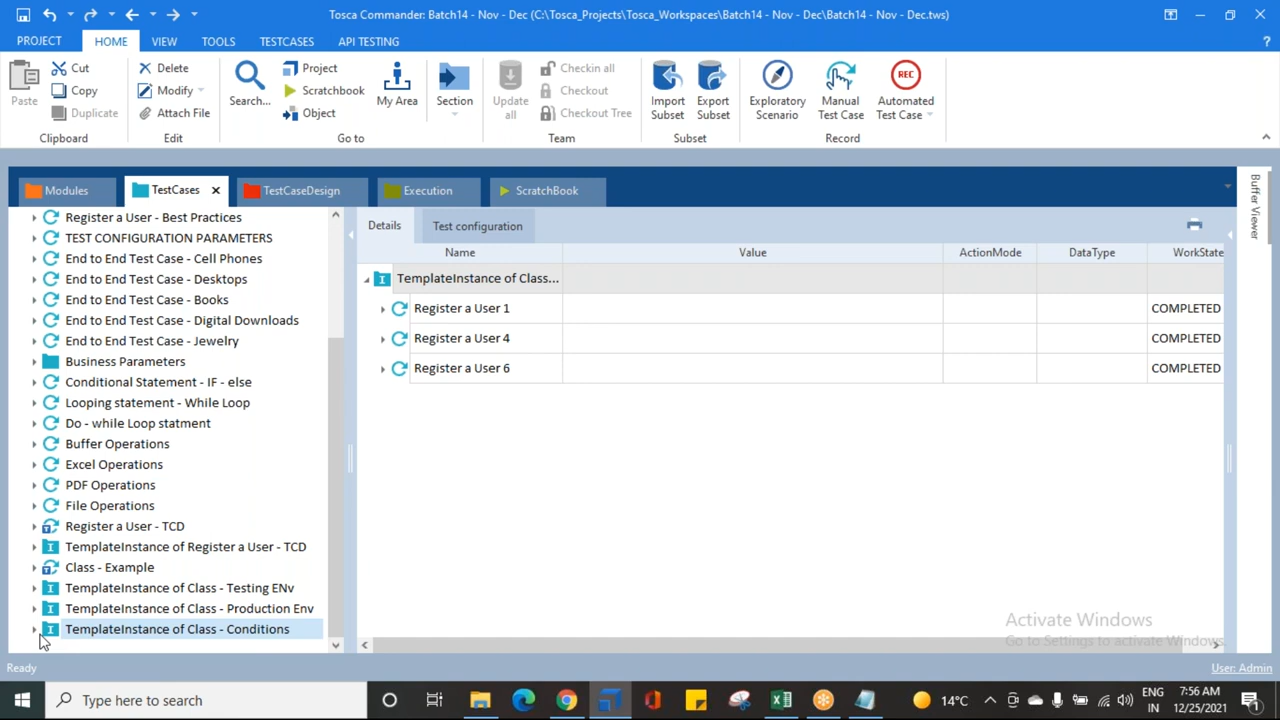 Tosca Commander: Batch14 - Nov - Dec (C:\Tosca_Projects\Tosca_Workspaces\Batch14 - Nov - Dec\Batch14 - Nov - Dec.tws)
PROJECT HOME VIEW TOOLS TESTCASES API TESTING ?
Paste Cut Copy Duplicate Clipboard
Delete Modify Attach File Edit
Search... Project Scratchbook Object My Area Section Go to
Update all Checkin all Checkout Checkout Tree Team
Import Subset Export Subset Subset
Exploratory Scenario Manual Test Case REC Automated Test Case Record
Modules TestCases TestCaseDesign Execution ScratchBook
Buffer Viewer
Register a User - Best Practices
TEST CONFIGURATION PARAMETERS
End to End Test Case - Cell Phones
End to End Test Case - Desktops
End to End Test Case - Books
End to End Test Case - Digital Downloads
End to End Test Case - Jewelry
Business Parameters
Conditional Statement - IF - else
Looping statement - While Loop
Do - while Loop statment
Buffer Operations
Excel Operations
PDF Operations
File Operations
Register a User - TCD
TemplateInstance of Register a User - TCD
Class - Example
TemplateInstance of Class - Testing ENv
TemplateInstance of Class - Production Env
TemplateInstance of Class - Conditions
Details Test configuration
Name Value ActionMode DataType WorkState
TemplateInstance of Class...
Register a User 1 COMPLETED
Register a User 4 COMPLETED
Register a User 6 COMPLETED
Activate Windows
Go to Settings to activate Windows.
Ready User: Admin
Type here to search 14°C ENG IN 7:56 AM 12/25/2021 1